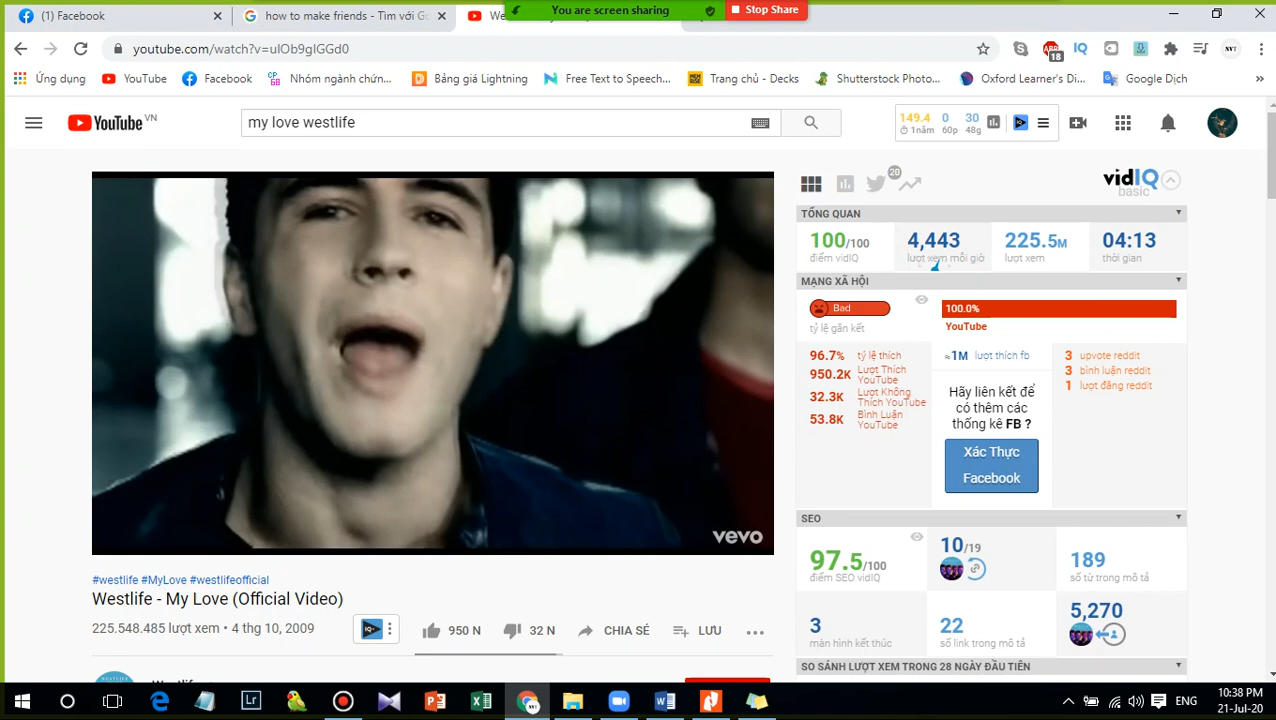 You are screen sharing
Stop Share
(1) Facebook
how to make friends - Tìm với Go
We
youtube.com/watch?v=ulOb9gIGGd0
18
Ứng dụng
YouTube
Facebook
Nhóm ngành chứn...
Bảng giá Lightning
Free Text to Speech...
Trang chủ - Decks
Shutterstock Photo...
Oxford Learner's Di...
Google Dịch
YouTube VN
my love westlife
149.4 0 30
1năm 60p 48g
20
vidIQ
basic
TỔNG QUAN
100/100
điểm vidIQ
4,443
lượt xem mỗi giờ
225.5M
lượt xem
04:13
thời gian
MẠNG XÃ HỘI
Bad
tỷ lệ gắn kết
100.0%
YouTube
96.7% tỷ lệ thích
950.2K Lượt Thích YouTube
32.3K Lượt Không Thích YouTube
53.8K Bình Luận YouTube
≈1M lượt thích fb
Hãy liên kết để
có thêm các
thống kê FB ?
Xác Thực
Facebook
3 upvote reddit
3 bình luận reddit
1 lượt đăng reddit
SEO
97.5/100
điểm SEO vidIQ
10/19
189
số từ trong mô tả
3
màn hình kết thúc
22
số link trong mô tả
5,270
SO SÁNH LƯỢT XEM TRONG 28 NGÀY ĐẦU TIÊN
vevo
#westlife #MyLove #westlifeofficial
Westlife - My Love (Official Video)
225.548.485 lượt xem • 4 thg 10, 2009
950 N
32 N
CHIA SẺ
LƯU
ENG
10:38 PM
21-Jul-20